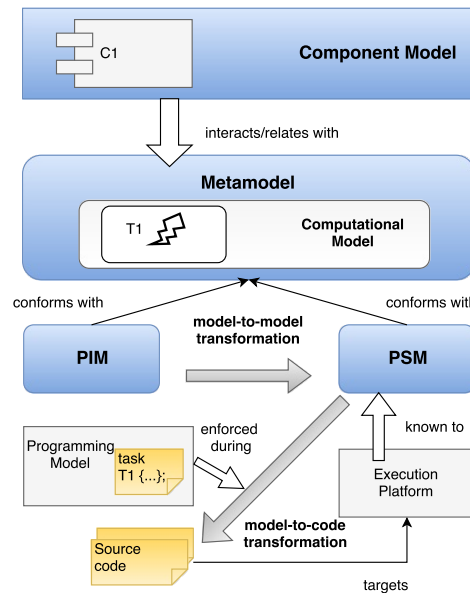 C1
Component Model
interacts/relates with
Metamodel
T1
Computational
Model
conforms with
conforms with
PIM
model-to-model
transformation
PSM
Programming
Model
task
T1 {...};
enforced
during
known to
Execution
Platform
model-to-code
transformation
Source
code
targets